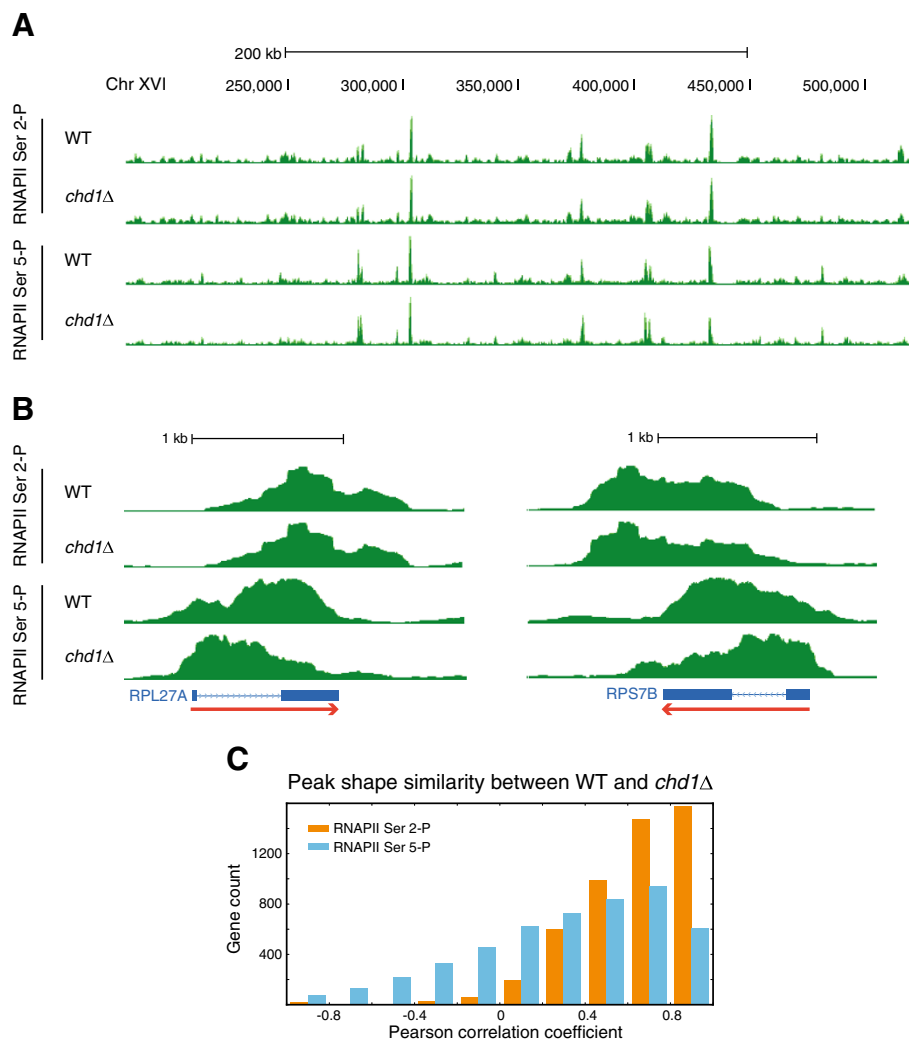 A
200 kb
Chr XVI 250,000 300,000 350,000 400,000 450,000 500,000
RNAPII Ser 2-P
WT
chd1Δ
RNAPII Ser 5-P
WT
chd1Δ
B
1 kb 1 kb
RNAPII Ser 2-P
WT
chd1Δ
RNAPII Ser 5-P
WT
chd1Δ
RPL27A RPS7B
C
Peak shape similarity between WT and chd1Δ
RNAPII Ser 2-P
RNAPII Ser 5-P
Gene count
1200
800
400
-0.8 -0.4 0 0.4 0.8
Pearson correlation coefficient